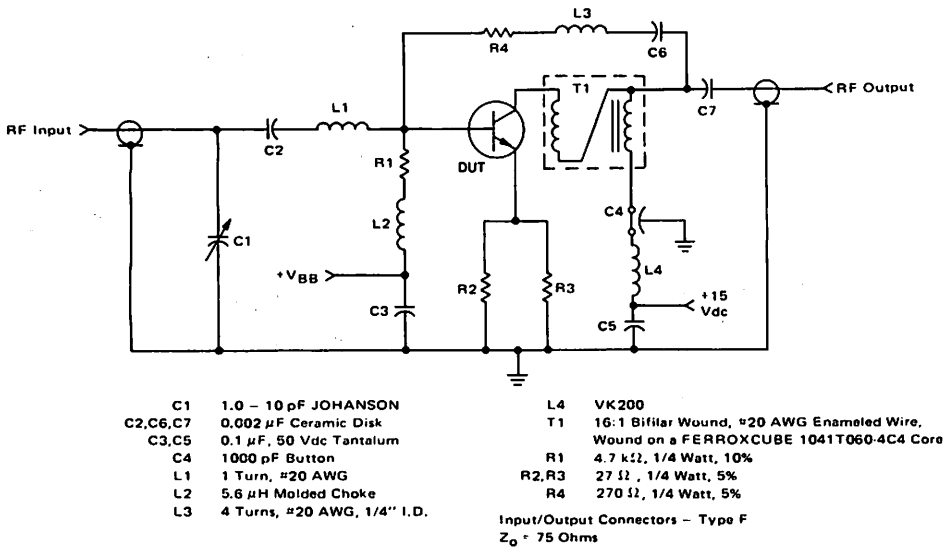 L3
R4
C6
T1
C7
RF Output
L1
RF Input
C2
R1
DUT
C4
L2
C1
+VBB
R2
R3
L4
+15
Vdc
C3
C5
C1 1.0 – 10 pF JOHANSON
C2,C6,C7 0.002 µF Ceramic Disk
C3,C5 0.1 µF, 50 Vdc Tantalum
C4 1000 pF Button
L1 1 Turn, #20 AWG
L2 5.6 µH Molded Choke
L3 4 Turns, #20 AWG, 1/4" I.D.
L4 VK200
T1 16:1 Bifilar Wound, #20 AWG Enameled Wire,
Wound on a FERROXCUBE 1041T060-4C4 Core
R1 4.7 kΩ, 1/4 Watt, 10%
R2,R3 27 Ω, 1/4 Watt, 5%
R4 270 Ω, 1/4 Watt, 5%
Input/Output Connectors – Type F
Zo = 75 Ohms